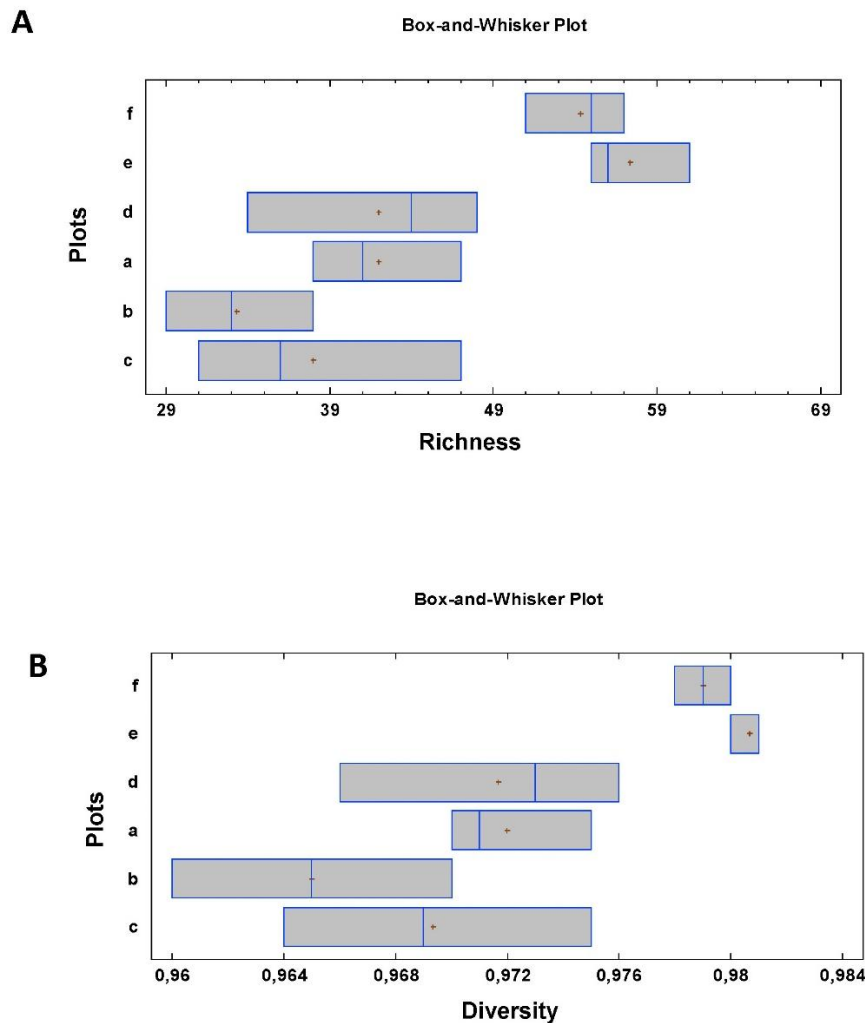 A
Box-and-Whisker Plot
f
e
d
a
b
c
Plots
29 39 49 59 69
Richness
Box-and-Whisker Plot
B
f
e
d
a
b
c
Plots
0,96 0,964 0,968 0,972 0,976 0,98 0,984
Diversity